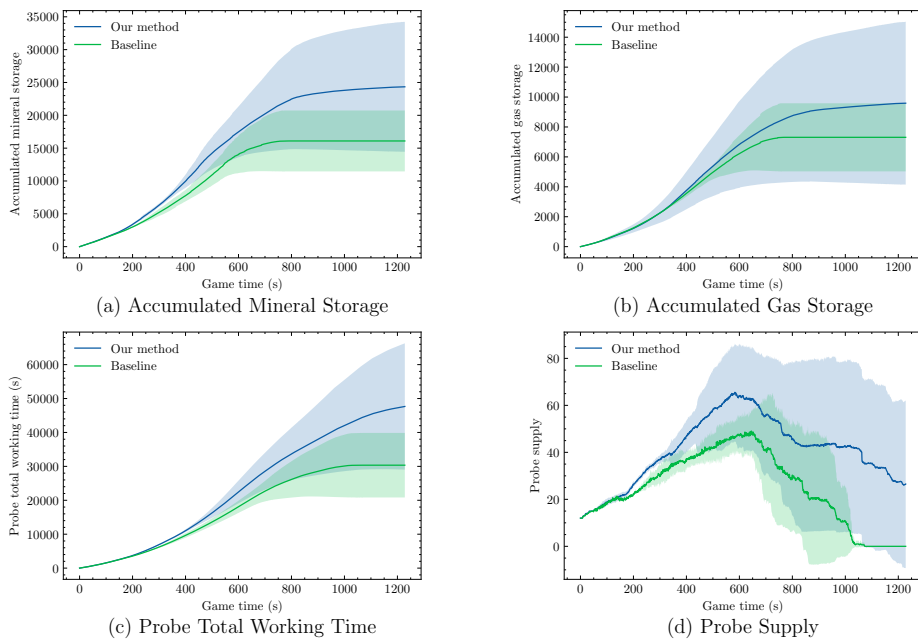 35000
30000
25000
20000
15000
10000
5000
0
Accumulated mineral storage
Our method
Baseline
0 200 400 600 800 1000 1200
Game time (s)
(a) Accumulated Mineral Storage
14000
12000
10000
8000
6000
4000
2000
0
Accumulated gas storage
Our method
Baseline
0 200 400 600 800 1000 1200
Game time (s)
(b) Accumulated Gas Storage
60000
50000
40000
30000
20000
10000
0
Probe total working time (s)
Our method
Baseline
0 200 400 600 800 1000 1200
Game time (s)
(c) Probe Total Working Time
80
60
40
20
0
Probe supply
Our method
Baseline
0 200 400 600 800 1000 1200
Game time (s)
(d) Probe Supply